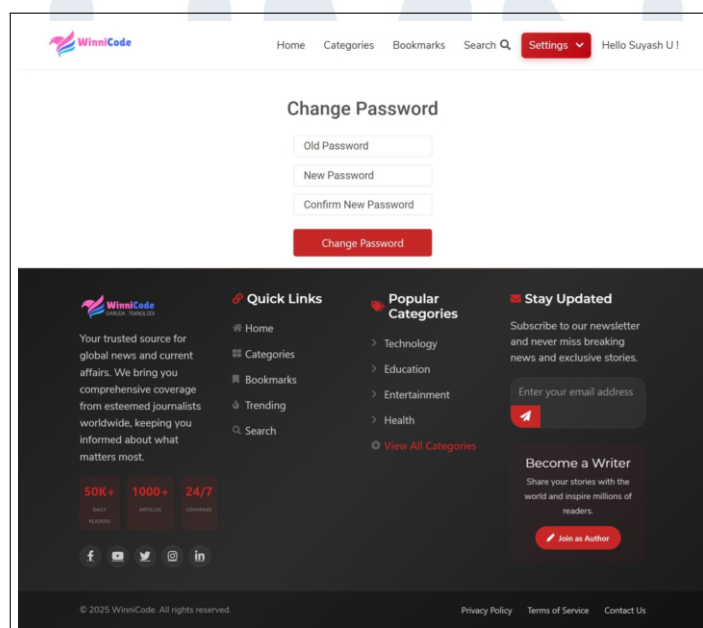 WinniCode
Home Categories Bookmarks Search Settings Hello Suyash U !
Change Password
Old Password
New Password
Confirm New Password
Change Password
WinniCode
GARUDA TEKNOLOGI
Your trusted source for
global news and current
affairs. We bring you
comprehensive coverage
from esteemed journalists
worldwide, keeping you
informed about what
matters most.
50K+ 1000+ 24/7
DAILY READERS ARTICLES COVERAGE
Quick Links
Home
Categories
Bookmarks
Trending
Search
Popular
Categories
Technology
Education
Entertainment
Health
View All Categories
Stay Updated
Subscribe to our newsletter
and never miss breaking
news and exclusive stories.
Enter your email address
Become a Writer
Share your stories with the
world and inspire millions of
readers.
Join as Author
© 2025 WinniCode. All rights reserved.
Privacy Policy Terms of Service Contact Us